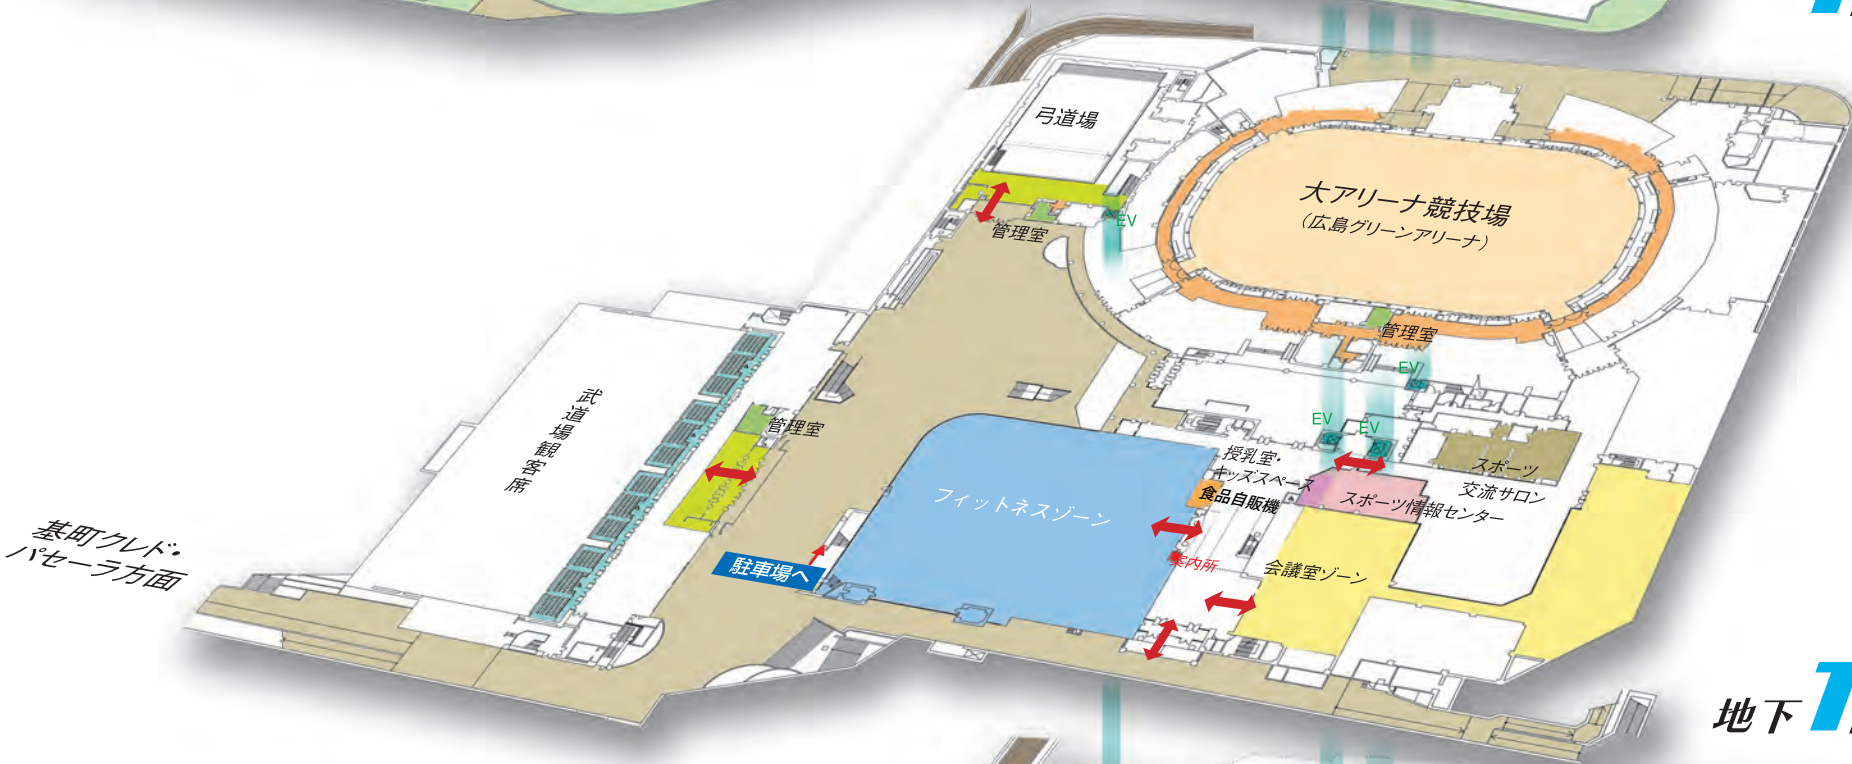 弓道場
大アリーナ競技場
(広島グリーンアリーナ)
管理室
EV
管理室
EV
EV
EV
武道場観客席
管理室
授乳室・
キッズスペース
食品自販機
スポーツ
交流サロン
スポーツ情報センター
フィットネスゾーン
案内所
会議室ゾーン
駐車場へ
基町クレド・
パセーラ方面
地下1